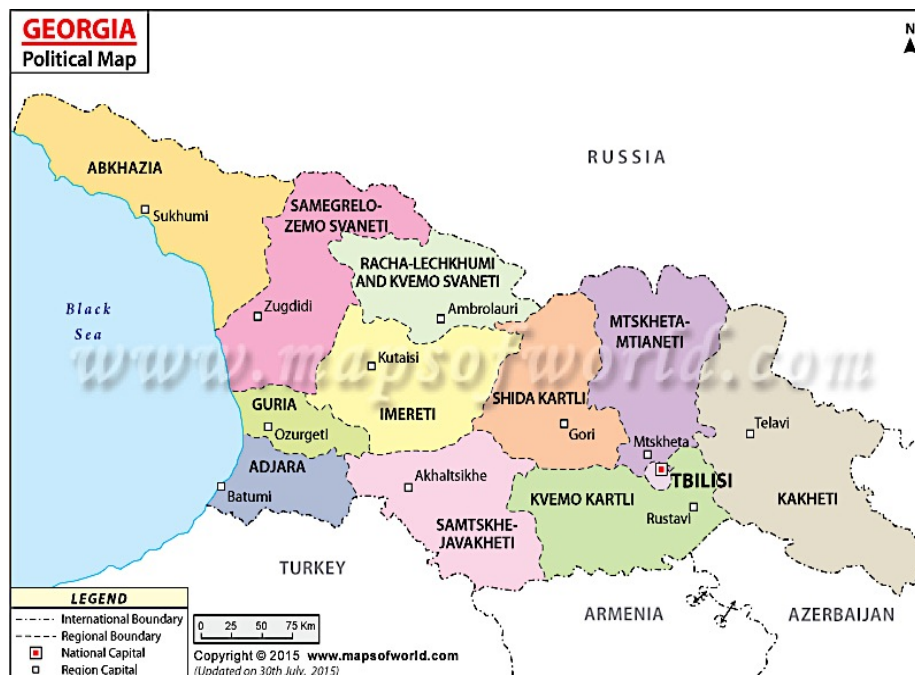 GEORGIA
Political Map
N
RUSSIA
ABKHAZIA
Sukhumi
SAMEGRELO-
ZEMO SVANETI
RACHA-LECHKHUMI
AND KVEMO SVANETI
Ambrolauri
Zugdidi
Black
Sea
MTSKHETA-
MTIANETI
www.mapsofworld.com
Kutaisi
IMERETI
SHIDA KARTLI
Gori
GURIA
Ozurgeti
Telavi
Mtskheta
TBILISI
ADJARA
Batumi
Akhaltsikhe
KVEMO KARTLI
Rustavi
KAKHETI
SAMTSKHE-
JAVAKHETI
TURKEY
ARMENIA
AZERBAIJAN
LEGEND
International Boundary
Regional Boundary
National Capital
Region Capital
0 25 50 75 Km
Copyright © 2015 www.mapsofworld.com
(Updated on 30th July, 2015)